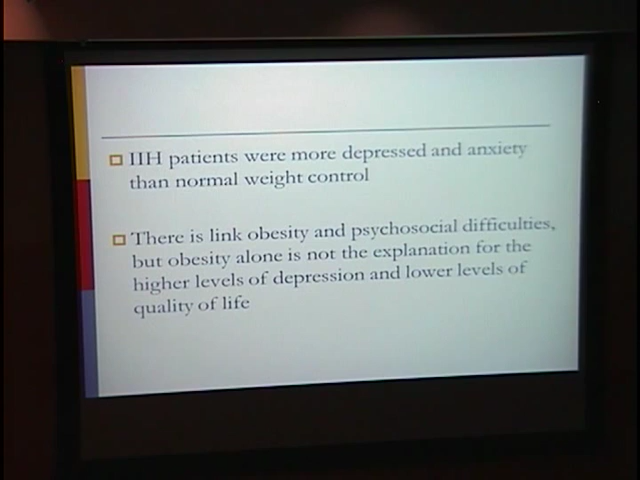 IIH patients were more depressed and anxiety
than normal weight control
There is link obesity and psychosocial difficulties,
but obesity alone is not the explanation for the
higher levels of depression and lower levels of
quality of life